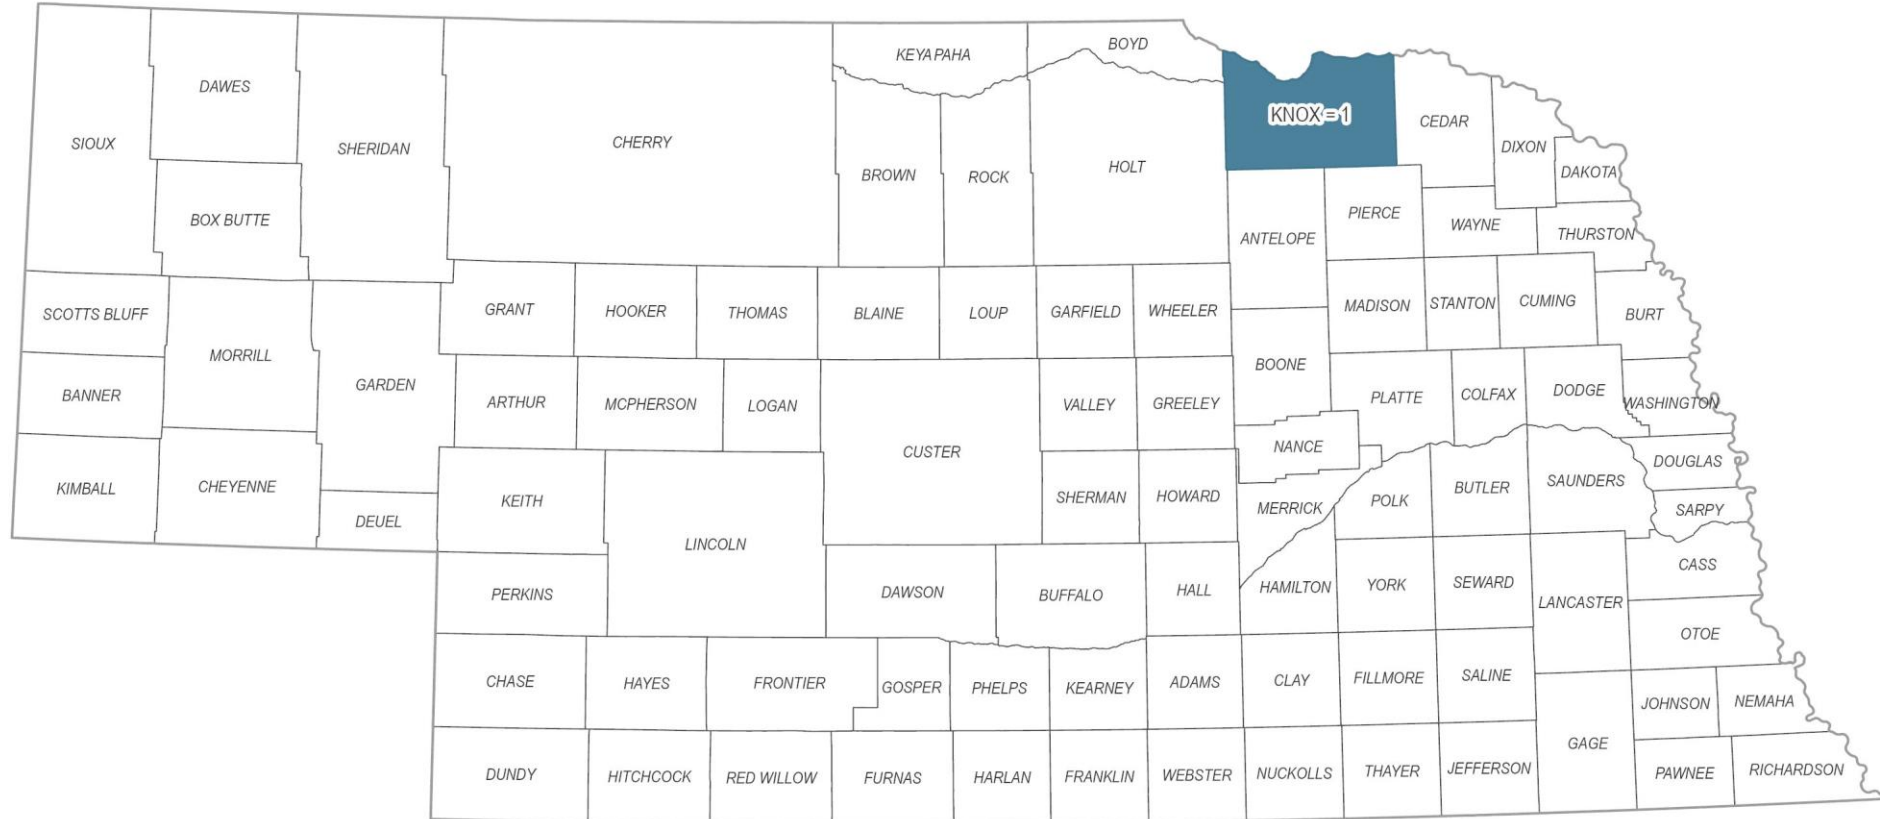 KEYA PAHA
BOYD
DAWES
SIOUX
SHERIDAN
CHERRY
KNOX = 1
CEDAR
DIXON
BROWN
ROCK
HOLT
DAKOTA
BOX BUTTE
PIERCE
WAYNE
ANTELOPE
THURSTON
SCOTTS BLUFF
GRANT
HOOKER
THOMAS
BLAINE
LOUP
GARFIELD
WHEELER
MADISON
STANTON
CUMING
BURT
MORRILL
BOONE
BANNER
GARDEN
ARTHUR
MCPHERSON
LOGAN
VALLEY
GREELEY
PLATTE
COLFAX
DODGE
WASHINGTON
CUSTER
NANCE
KIMBALL
CHEYENNE
KEITH
SHERMAN
HOWARD
MERRICK
POLK
BUTLER
SAUNDERS
DOUGLAS
SARPY
DEUEL
LINCOLN
PERKINS
DAWSON
BUFFALO
HALL
HAMILTON
YORK
SEWARD
LANCASTER
CASS
OTOE
CHASE
HAYES
FRONTIER
GOSPER
PHELPS
KEARNEY
ADAMS
CLAY
FILLMORE
SALINE
JOHNSON
NEMAHA
GAGE
DUNDY
HITCHCOCK
RED WILLOW
FURNAS
HARLAN
FRANKLIN
WEBSTER
NUCKOLLS
THAYER
JEFFERSON
PAWNEE
RICHARDSON